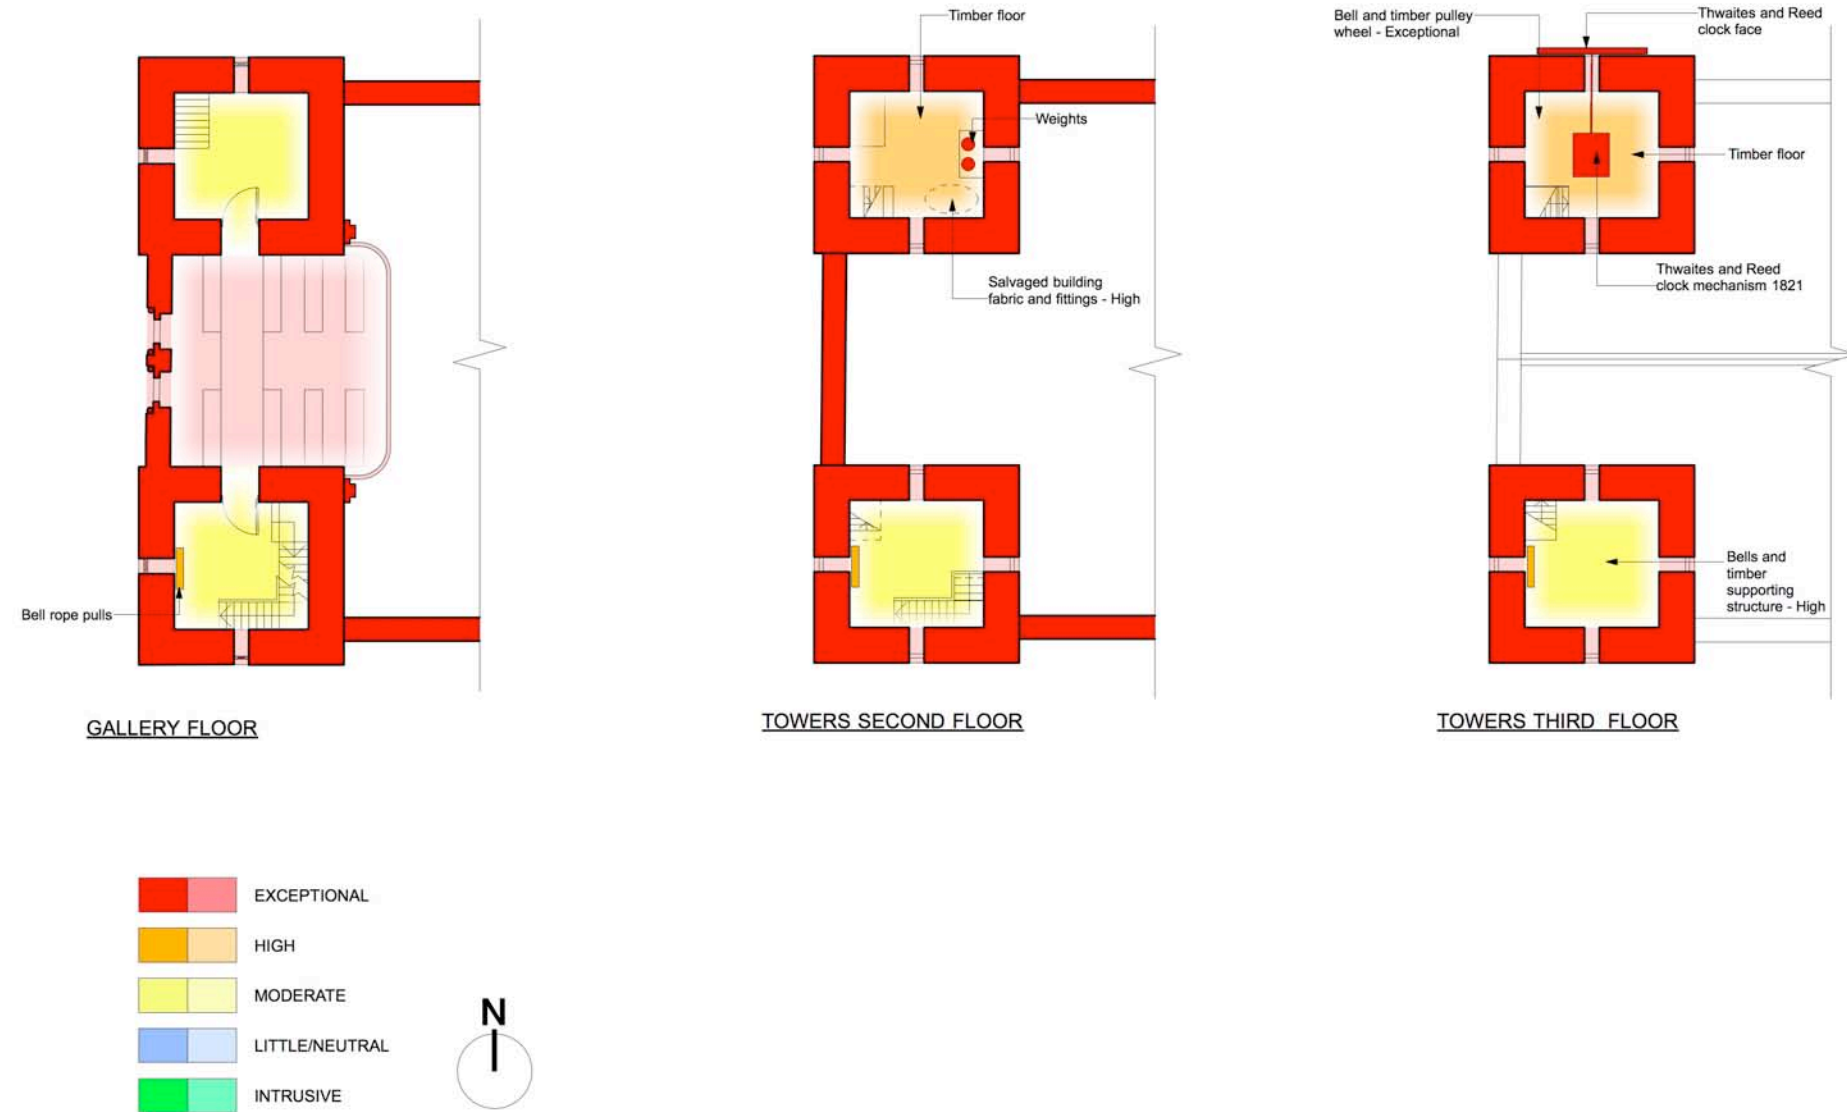 Timber floor
Weights
Salvaged building
fabric and fittings - High
Bell and timber pulley
wheel - Exceptional
Thwaites and Reed
clock face
Timber floor
Thwaites and Reed
clock mechanism 1821
Bells and
timber
supporting
structure - High
Bell rope pulls
GALLERY FLOOR
TOWERS SECOND FLOOR
TOWERS THIRD FLOOR
EXCEPTIONAL
HIGH
MODERATE
LITTLE/NEUTRAL
INTRUSIVE
N